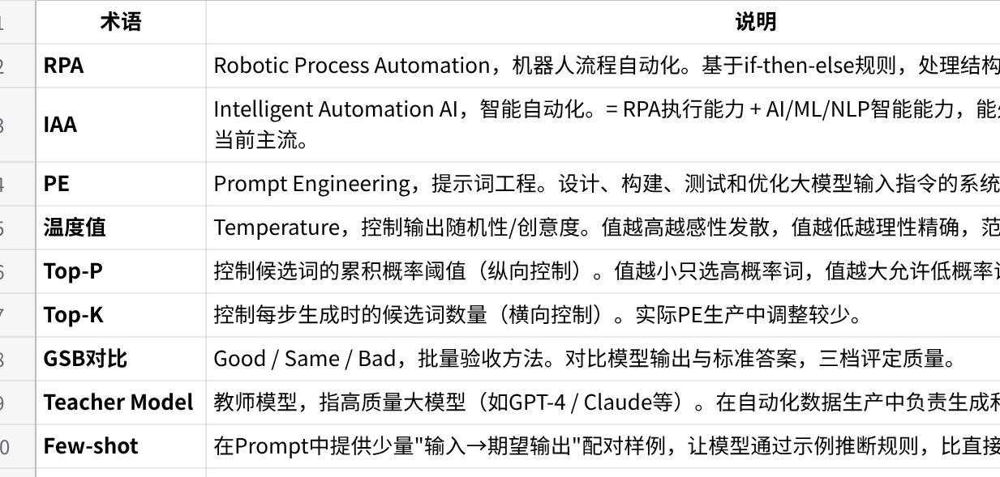 1 术语 说明
2 RPA Robotic Process Automation，机器人流程自动化。基于if-then-else规则，处理结构
3 IAA Intelligent Automation AI，智能自动化。= RPA执行能力 + AI/ML/NLP智能能力，能
当前主流。
4 PE Prompt Engineering，提示词工程。设计、构建、测试和优化大模型输入指令的系统
5 温度值 Temperature，控制输出随机性/创意度。值越高越感性发散，值越低越理性精确，范
6 Top-P 控制候选词的累积概率阈值（纵向控制）。值越小只选高概率词，值越大允许低概率
7 Top-K 控制每步生成时的候选词数量（横向控制）。实际PE生产中调整较少。
8 GSB对比 Good / Same / Bad，批量验收方法。对比模型输出与标准答案，三档评定质量。
9 Teacher Model 教师模型，指高质量大模型（如GPT-4 / Claude等）。在自动化数据生产中负责生成
0 Few-shot 在Prompt中提供少量"输入→期望输出"配对样例，让模型通过示例推断规则，比直接